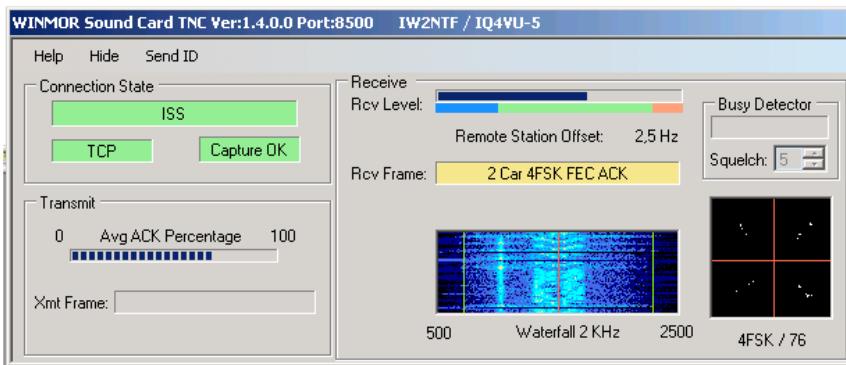 WINMOR Sound Card TNC Ver:1.4.0.0 Port:8500 IW2NTF / IQ4VU-5
Help Hide Send ID
Connection State
ISS
TCP Capture OK
Transmit
0 Avg ACK Percentage 100
Xmt Frame:
Receive
Rcv Level:
Remote Station Offset: 2,5 Hz
Rcv Frame: 2 Car 4FSK FEC ACK
500 Waterfall 2 KHz 2500
Busy Detector
Squelch: 5
4FSK / 76